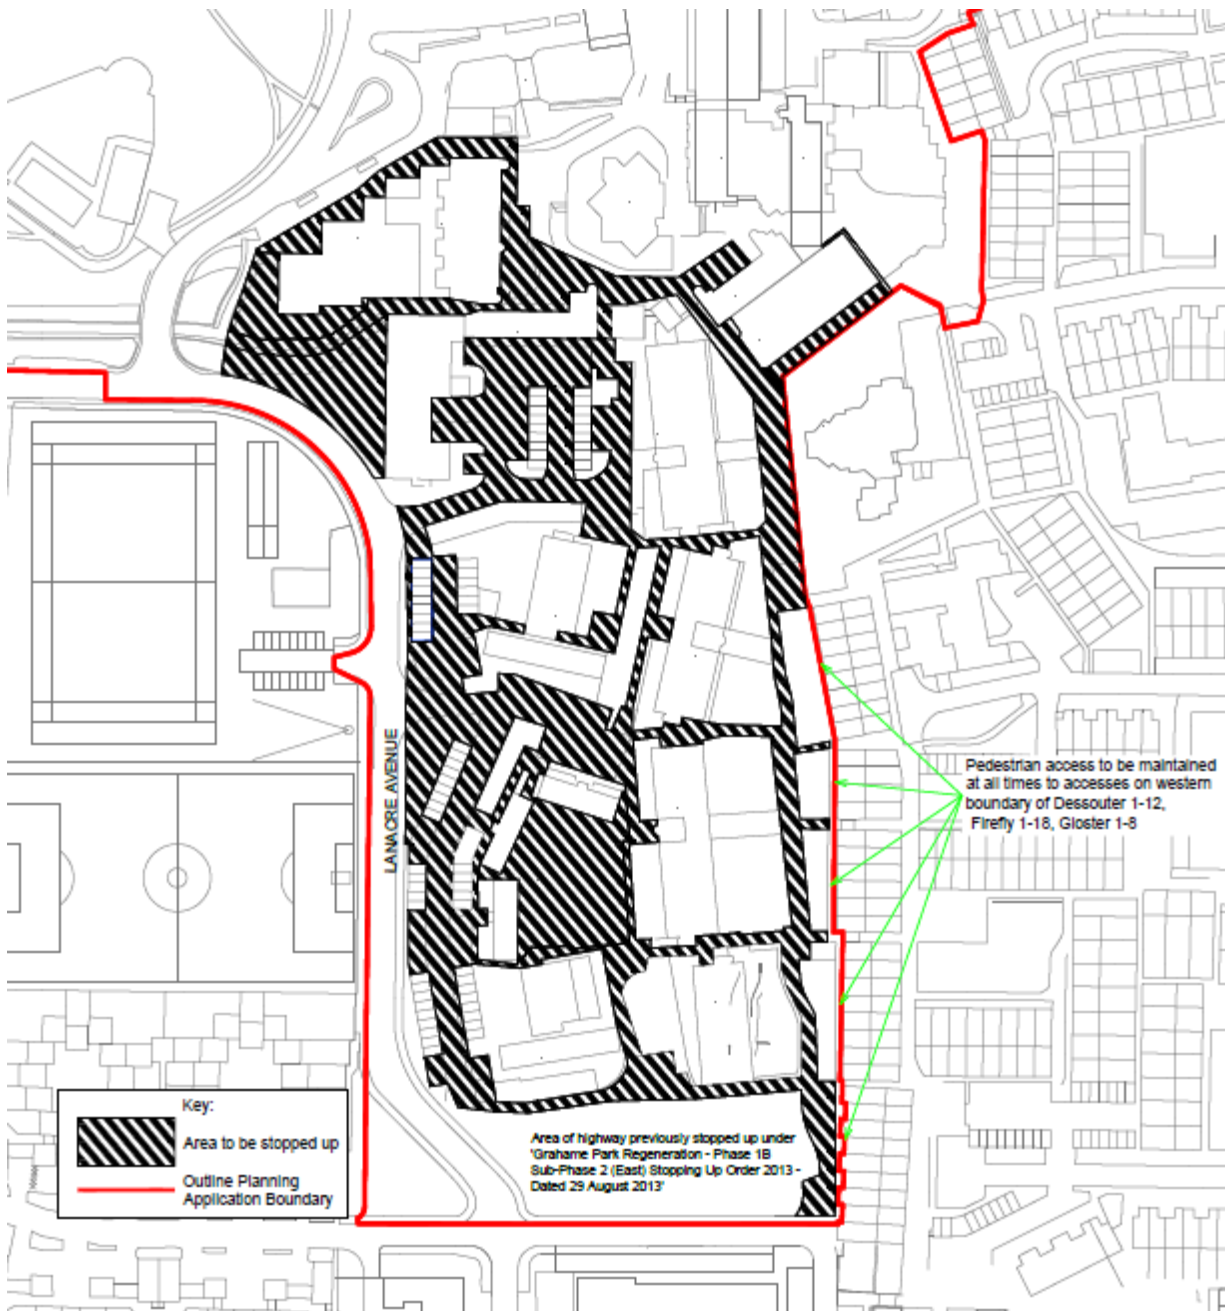 LANACRE AVENUE
Pedestrian access to be maintained
at all times to accesses on western
boundary of Dessouter 1-12,
Firefly 1-18, Gloster 1-8
Key:
Area to be stopped up
Outline Planning
Application Boundary
Area of highway previously stopped up under
'Grahame Park Regeneration - Phase 1B
Sub-Phase 2 (East) Stopping Up Order 2013 -
Dated 29 August 2013'